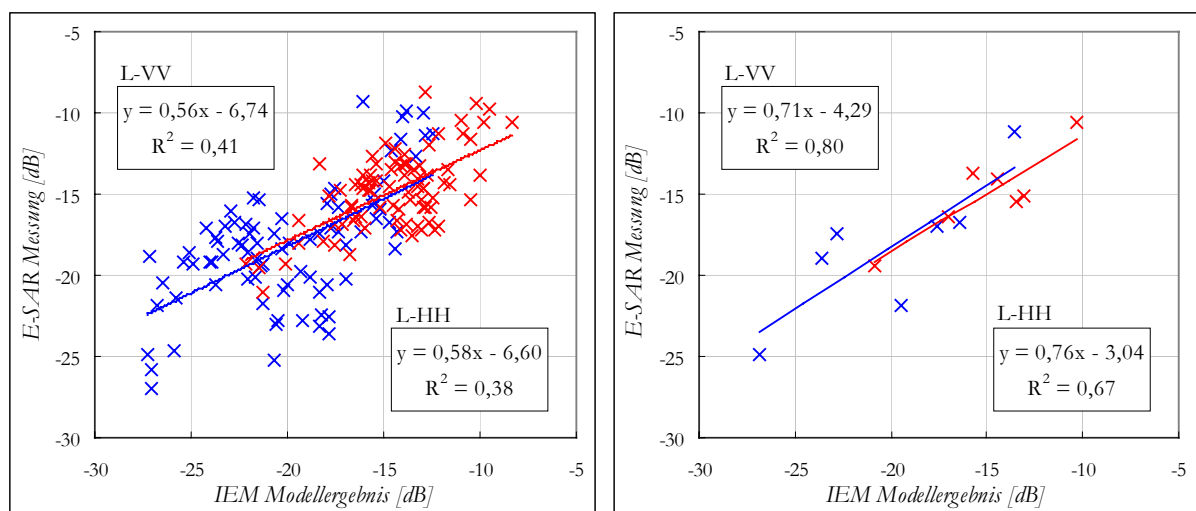 -5
-10
-15
-20
-25
-30
E-SAR Messung [dB]
L-VV
y = 0,56x - 6,74
R² = 0,41
L-HH
y = 0,58x - 6,60
R² = 0,38
-30 -25 -20 -15 -10 -5
IEM Modellergebnis [dB]
-5
-10
-15
-20
-25
-30
E-SAR Messung [dB]
L-VV
y = 0,71x - 4,29
R² = 0,80
L-HH
y = 0,76x - 3,04
R² = 0,67
-30 -25 -20 -15 -10 -5
IEM Modellergebnis [dB]